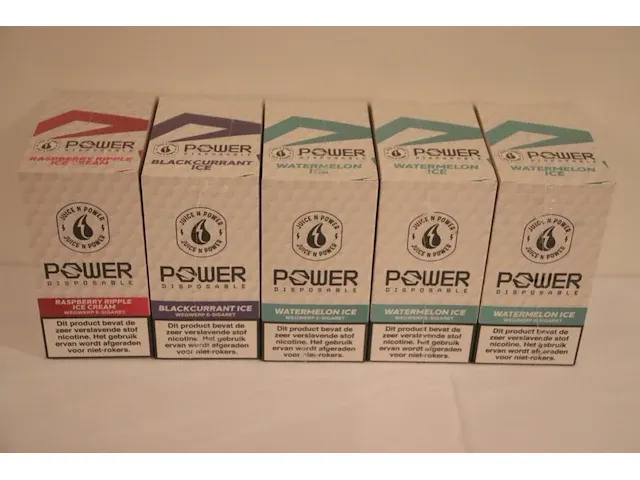 POWER
DISPOSABLE
RASPBERRY RIPPLE
ICE CREAM
JUICE N POWER
JUICE N POWER
POWER
DISPOSABLE
RASPBERRY RIPPLE
ICE CREAM
WEGWERP E-SIGARET
Dit product bevat de
zeer verslavende stof
nicotine. Het gebruik
ervan wordt afgeraden
voor niet-rokers.
POWER
DISPOSABLE
BLACKCURRANT
ICE
JUICE N POWER
JUICE N POWER
POWER
DISPOSABLE
BLACKCURRANT ICE
WEGWERP E-SIGARET
Dit product bevat de
zeer verslavende stof
nicotine. Het gebruik
ervan wordt afgeraden
voor niet-rokers.
POWER
DISPOSABLE
WATERMELON
ICE
JUICE N POWER
JUICE N POWER
POWER
DISPOSABLE
WATERMELON ICE
WEGWERP E-SIGARET
Dit product bevat de
zeer verslavende stof
nicotine. Het gebruik
ervan wordt afgeraden
voor niet-rokers.
POWER
DISPOSABLE
WATERMELON
ICE
JUICE N POWER
JUICE N POWER
POWER
DISPOSABLE
WATERMELON ICE
WEGWERP E-SIGARET
Dit product bevat de
zeer verslavende stof
nicotine. Het gebruik
ervan wordt afgeraden
voor niet-rokers.
POWER
DISPOSABLE
WATERMELON
ICE
JUICE N POWER
JUICE N POWER
POWER
DISPOSABLE
WATERMELON ICE
WEGWERP E-SIGARET
Dit product bevat de
zeer verslavende stof
nicotine. Het gebruik
ervan wordt afgeraden
voor niet-rokers.